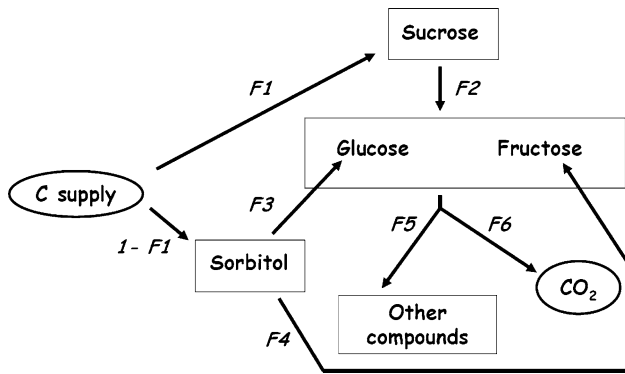 Sucrose
F1
F2
Glucose
Fructose
C supply
F3
F5
F6
1- F1
Sorbitol
CO₂
Other
compounds
F4